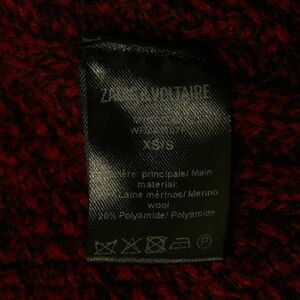 ZADIG&VOLTAIRE
XS/S
principale/ Main
material:
Laine mérinos/ Merino
wool
20% Polyamide/ Polyamide